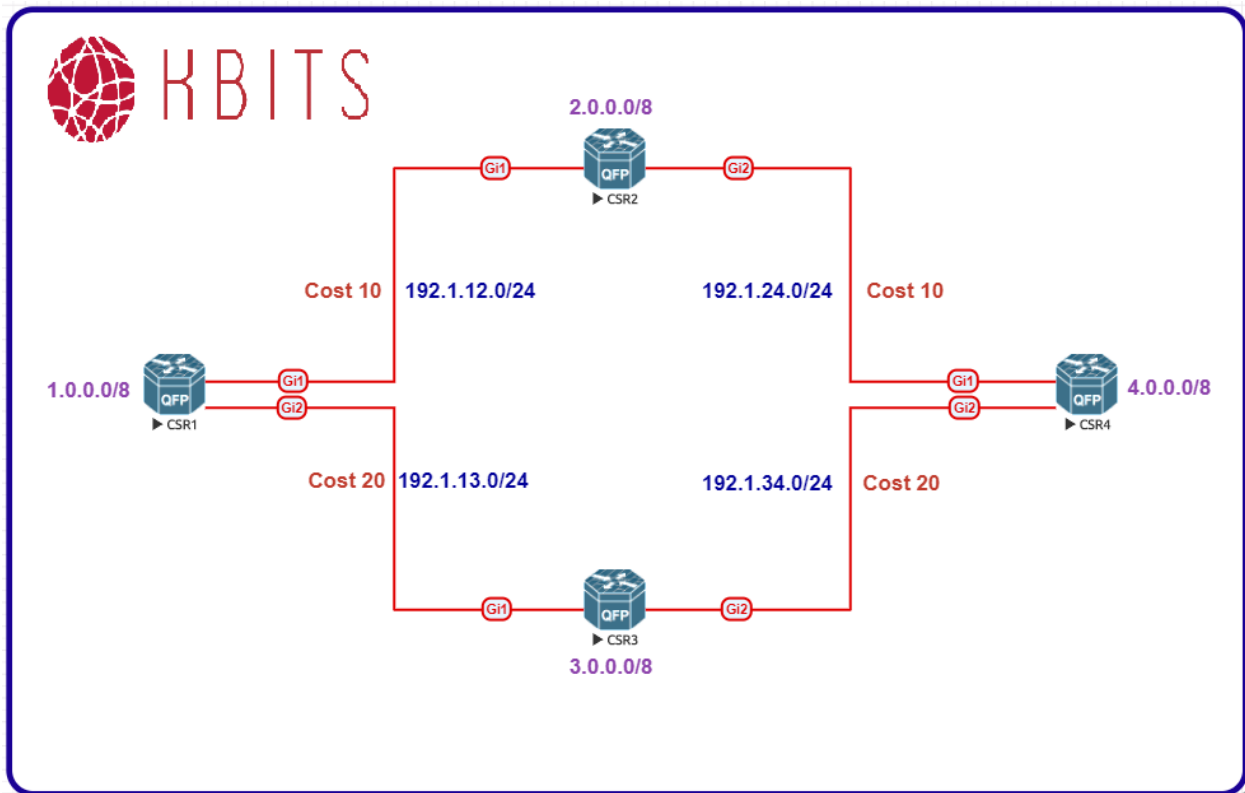 KBITS
2.0.0.0/8
Gi1
QFP
Gi2
CSR2
Cost 10
192.1.12.0/24
192.1.24.0/24
Cost 10
1.0.0.0/8
QFP
CSR1
Gi1
Gi2
Gi1
Gi2
QFP
CSR4
4.0.0.0/8
Cost 20
192.1.13.0/24
192.1.34.0/24
Cost 20
Gi1
QFP
Gi2
CSR3
3.0.0.0/8